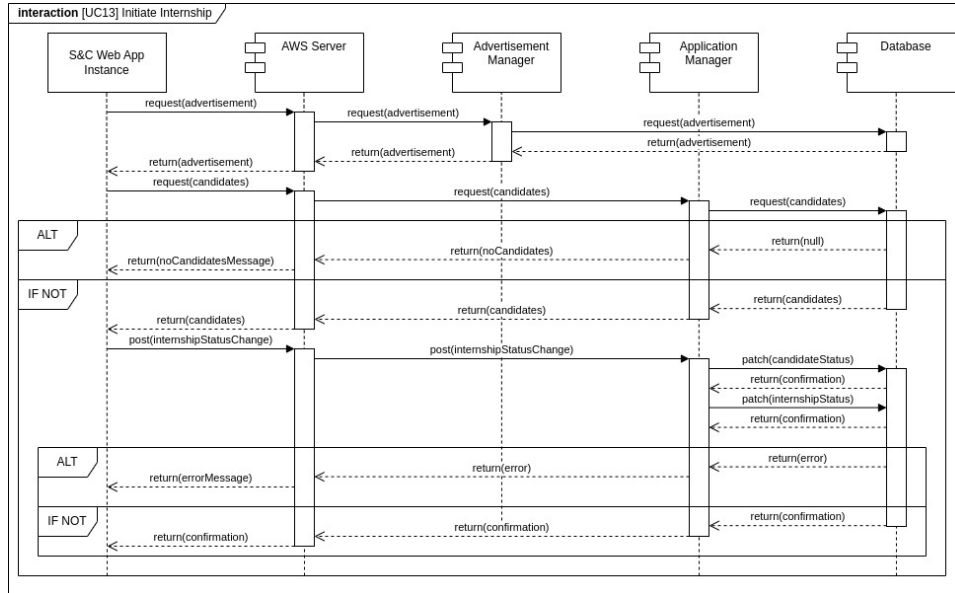 interaction [UC13] Initiate Internship
S&C Web App
Instance
AWS Server
Advertisement
Manager
Application
Manager
Database
request(advertisement)
request(advertisement)
request(advertisement)
return(advertisement)
return(advertisement)
return(advertisement)
request(candidates)
request(candidates)
request(candidates)
ALT
return(null)
return(noCandidates)
return(noCandidatesMessage)
IF NOT
return(candidates)
return(candidates)
return(candidates)
post(internshipStatusChange)
post(internshipStatusChange)
patch(candidateStatus)
return(confirmation)
patch(internshipStatus)
return(confirmation)
ALT
return(error)
return(error)
return(errorMessage)
IF NOT
return(confirmation)
return(confirmation)
return(confirmation)